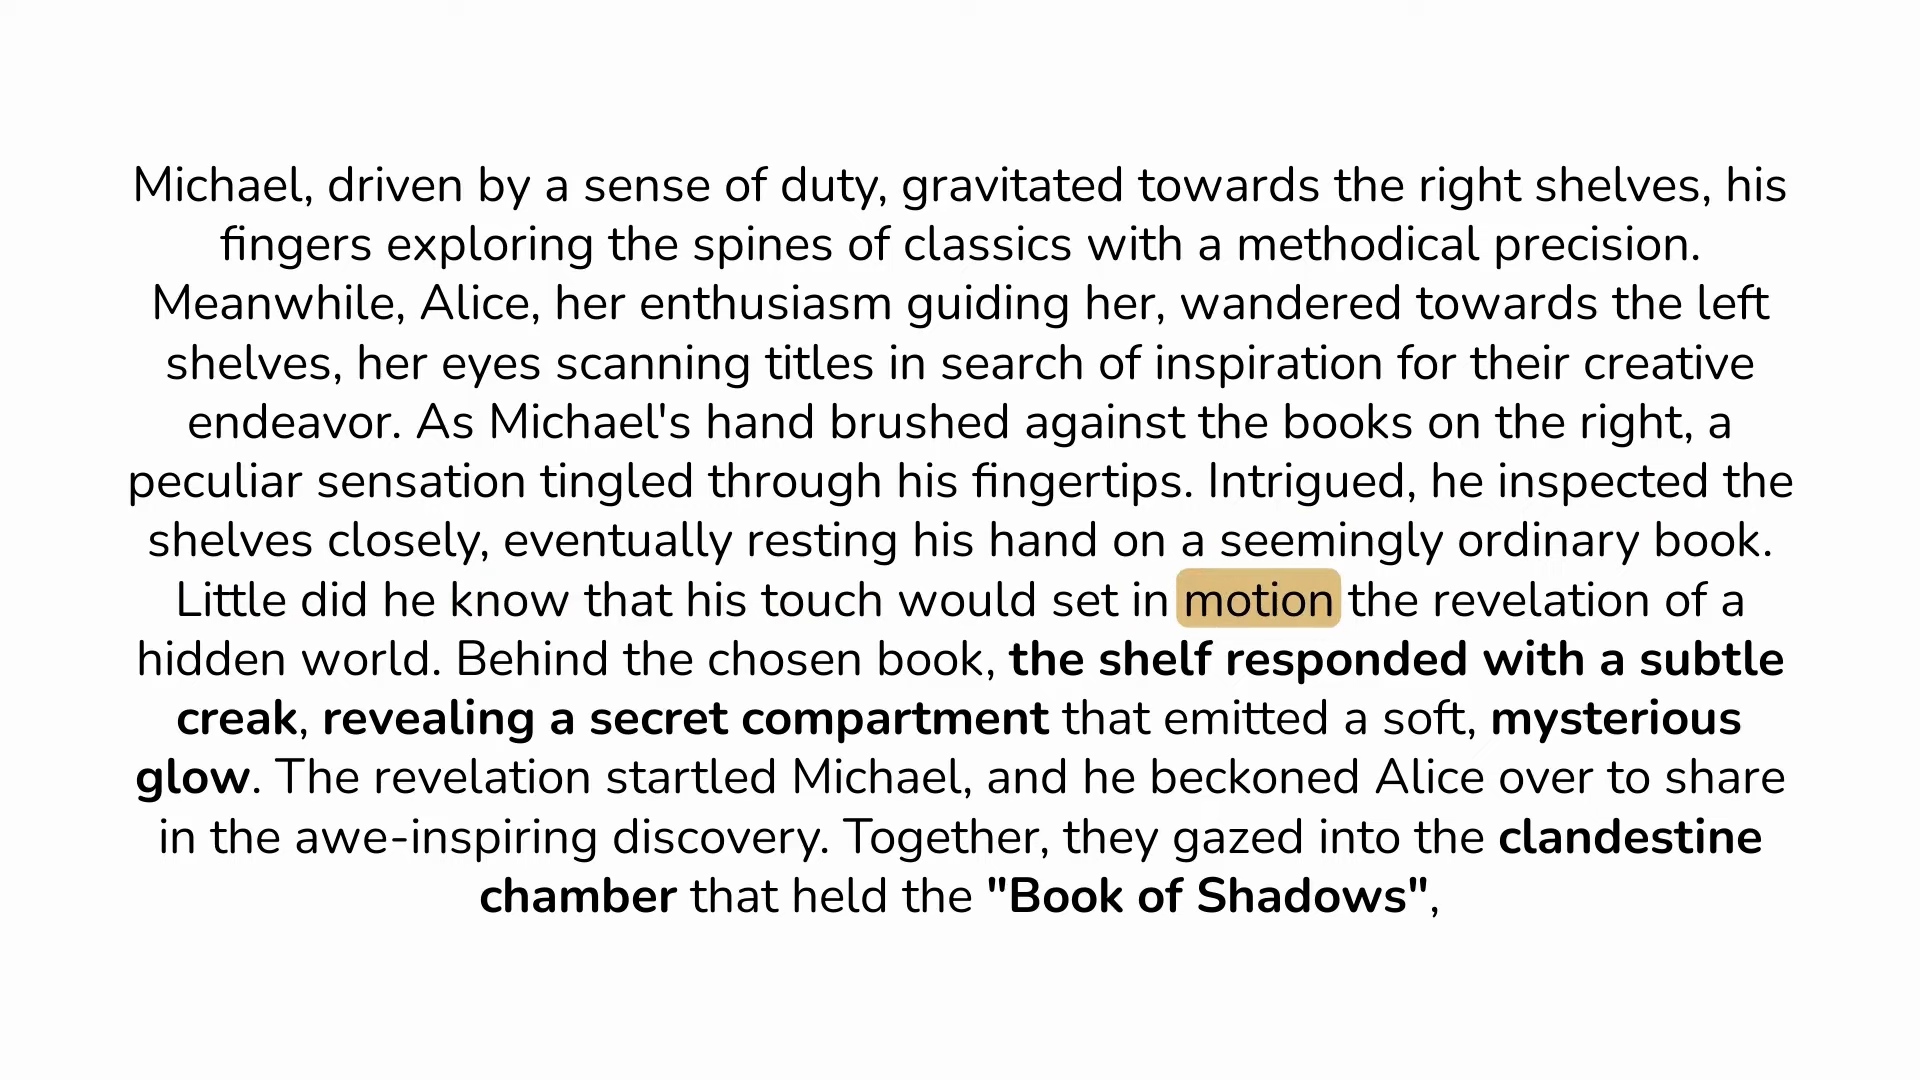 Michael, driven by a sense of duty, gravitated towards the right shelves, his
fingers exploring the spines of classics with a methodical precision.
Meanwhile, Alice, her enthusiasm guiding her, wandered towards the left
shelves, her eyes scanning titles in search of inspiration for their creative
endeavor. As Michael's hand brushed against the books on the right, a
peculiar sensation tingled through his fingertips. Intrigued, he inspected the
shelves closely, eventually resting his hand on a seemingly ordinary book.
Little did he know that his touch would set in motion the revelation of a
hidden world. Behind the chosen book, the shelf responded with a subtle
creak, revealing a secret compartment that emitted a soft, mysterious
glow. The revelation startled Michael, and he beckoned Alice over to share
in the awe-inspiring discovery. Together, they gazed into the clandestine
chamber that held the "Book of Shadows",